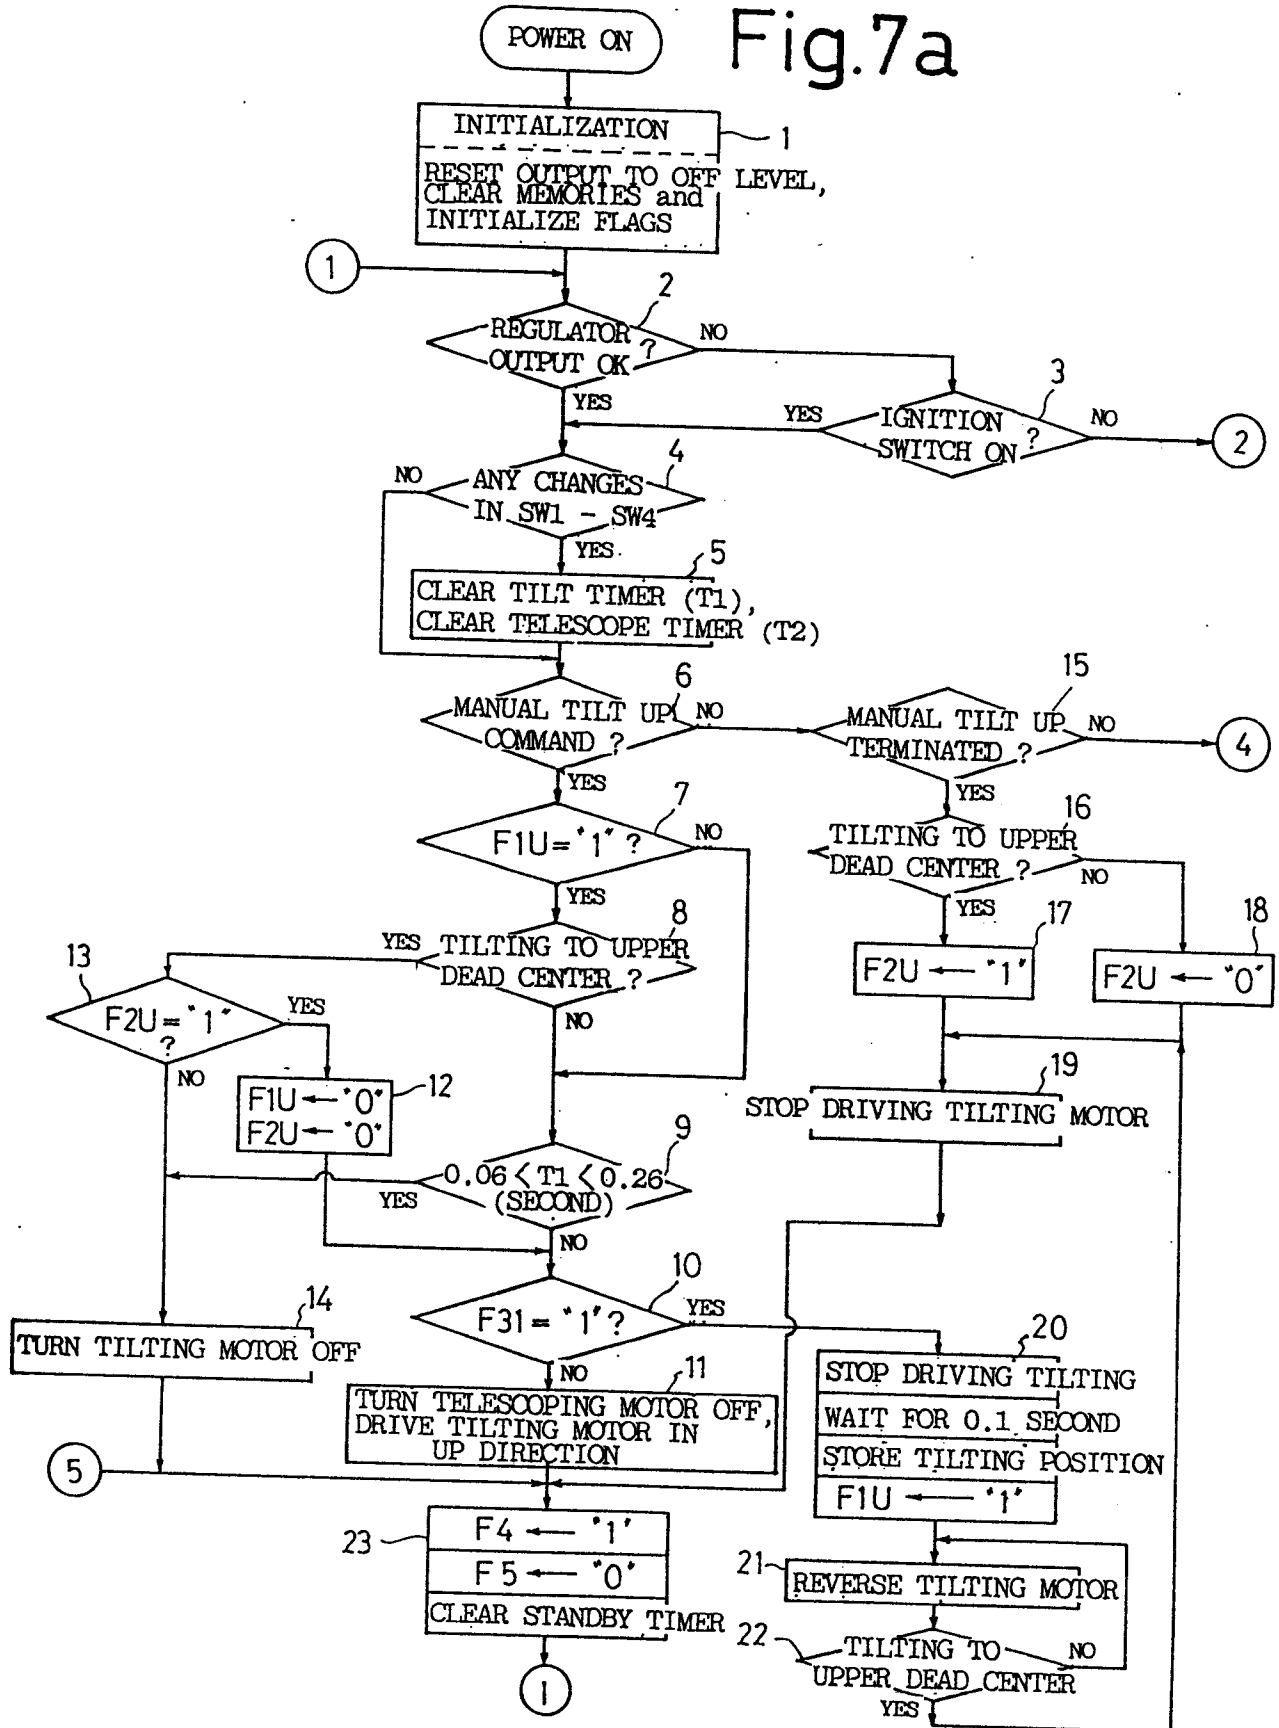 POWER ON
Fig.7a
INITIALIZATION
1
RESET OUTPUT TO OFF LEVEL,
CLEAR MEMORIES and
INITIALIZE FLAGS
1
2
REGULATOR
OUTPUT OK
?
NO
YES
3
YES
IGNITION
SWITCH ON
?
NO
2
4
NO
ANY CHANGES
IN SW1 - SW4
YES
5
CLEAR TILT TIMER (T1),
CLEAR TELESCOPE TIMER (T2)
6
MANUAL TILT UP
COMMAND ?
NO
YES
15
MANUAL TILT UP
TERMINATED ?
NO
4
YES
7
F1U="1"?
NO
YES
16
TILTING TO UPPER
DEAD CENTER ?
NO
YES
8
YES
TILTING TO UPPER
DEAD CENTER ?
NO
17
F2U ← "1"
18
F2U ← "0"
13
F2U="1"
?
YES
NO
12
F1U ← "0"
F2U ← "0"
19
STOP DRIVING TILTING MOTOR
9
0.06 < T1 < 0.26
(SECOND)
YES
NO
10
F31="1"?
YES
NO
14
TURN TILTING MOTOR OFF
11
TURN TELESCOPING MOTOR OFF,
DRIVE TILTING MOTOR IN
UP DIRECTION
20
STOP DRIVING TILTING
WAIT FOR 0.1 SECOND
STORE TILTING POSITION
F1U ← "1"
5
23
F4 ← "1"
F5 ← "0"
CLEAR STANDBY TIMER
1
21
REVERSE TILTING MOTOR
22
TILTING TO
UPPER DEAD CENTER
NO
YES